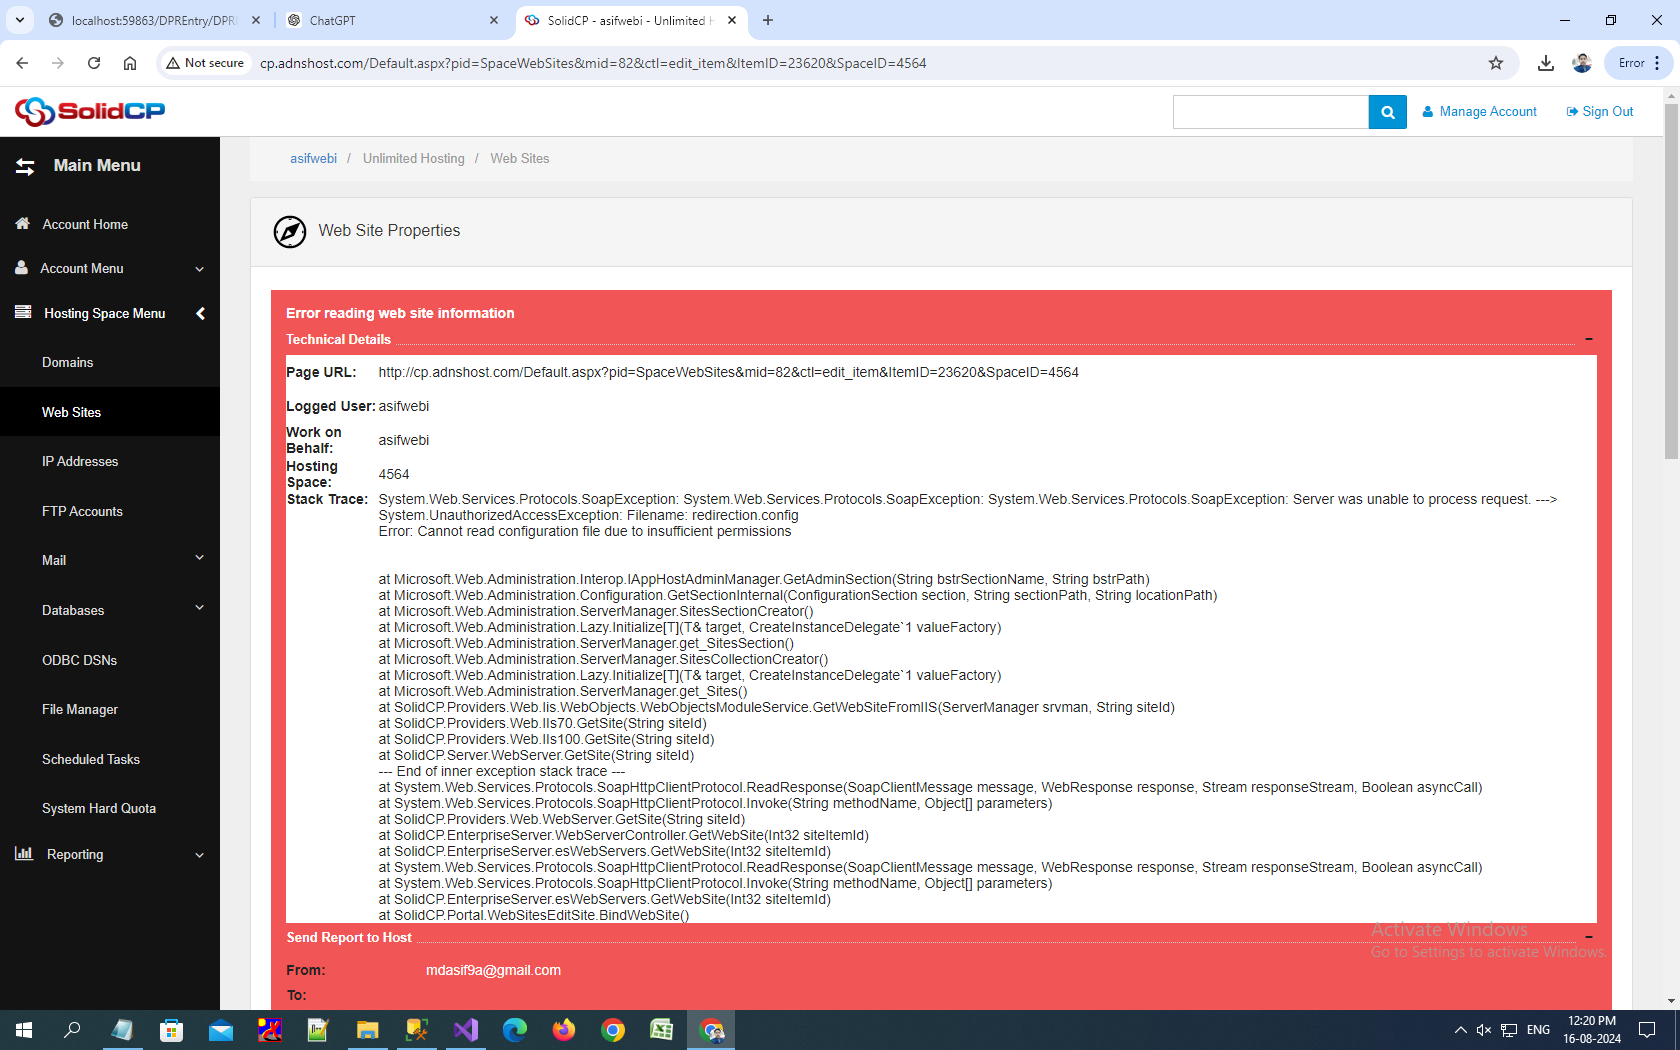 localhost:59863/DPREntry/DPR
ChatGPT
SolidCP - asifwebi - Unlimited H
Not secure
cp.adnshost.com/Default.aspx?pid=SpaceWebSites&mid=82&ctl=edit_item&ItemID=23620&SpaceID=4564
Error
SolidCP
Manage Account
Sign Out
Main Menu
asifwebi / Unlimited Hosting / Web Sites
Account Home
Account Menu
Hosting Space Menu
Domains
Web Sites
IP Addresses
FTP Accounts
Mail
Databases
ODBC DSNs
File Manager
Scheduled Tasks
System Hard Quota
Reporting
Web Site Properties
Error reading web site information
Technical Details
Page URL: http://cp.adnshost.com/Default.aspx?pid=SpaceWebSites&mid=82&ctl=edit_item&ItemID=23620&SpaceID=4564
Logged User: asifwebi
Work on
Behalf: asifwebi
Hosting
Space: 4564
Stack Trace: System.Web.Services.Protocols.SoapException: System.Web.Services.Protocols.SoapException: System.Web.Services.Protocols.SoapException: Server was unable to process request. --->
System.UnauthorizedAccessException: Filename: redirection.config
Error: Cannot read configuration file due to insufficient permissions
at Microsoft.Web.Administration.Interop.IAppHostAdminManager.GetAdminSection(String bstrSectionName, String bstrPath)
at Microsoft.Web.Administration.Configuration.GetSectionInternal(ConfigurationSection section, String sectionPath, String locationPath)
at Microsoft.Web.Administration.ServerManager.SitesSectionCreator()
at Microsoft.Web.Administration.Lazy.Initialize[T](T& target, CreateInstanceDelegate`1 valueFactory)
at Microsoft.Web.Administration.ServerManager.get_SitesSection()
at Microsoft.Web.Administration.ServerManager.SitesCollectionCreator()
at Microsoft.Web.Administration.Lazy.Initialize[T](T& target, CreateInstanceDelegate`1 valueFactory)
at Microsoft.Web.Administration.ServerManager.get_Sites()
at SolidCP.Providers.Web.Iis.WebObjects.WebObjectsModuleService.GetWebSiteFromIIS(ServerManager srvman, String siteId)
at SolidCP.Providers.Web.IIs70.GetSite(String siteId)
at SolidCP.Providers.Web.IIs100.GetSite(String siteId)
at SolidCP.Server.WebServer.GetSite(String siteId)
--- End of inner exception stack trace ---
at System.Web.Services.Protocols.SoapHttpClientProtocol.ReadResponse(SoapClientMessage message, WebResponse response, Stream responseStream, Boolean asyncCall)
at System.Web.Services.Protocols.SoapHttpClientProtocol.Invoke(String methodName, Object[] parameters)
at SolidCP.Providers.Web.WebServer.GetSite(String siteId)
at SolidCP.EnterpriseServer.WebServerController.GetWebSite(Int32 siteItemId)
at SolidCP.EnterpriseServer.esWebServers.GetWebSite(Int32 siteItemId)
at System.Web.Services.Protocols.SoapHttpClientProtocol.ReadResponse(SoapClientMessage message, WebResponse response, Stream responseStream, Boolean asyncCall)
at System.Web.Services.Protocols.SoapHttpClientProtocol.Invoke(String methodName, Object[] parameters)
at SolidCP.EnterpriseServer.esWebServers.GetWebSite(Int32 siteItemId)
at SolidCP.Portal.WebSitesEditSite.BindWebSite()
Send Report to Host
From: mdasif9a@gmail.com
To:
Activate Windows
Go to Settings to activate Windows.
ENG
12:20 PM
16-08-2024